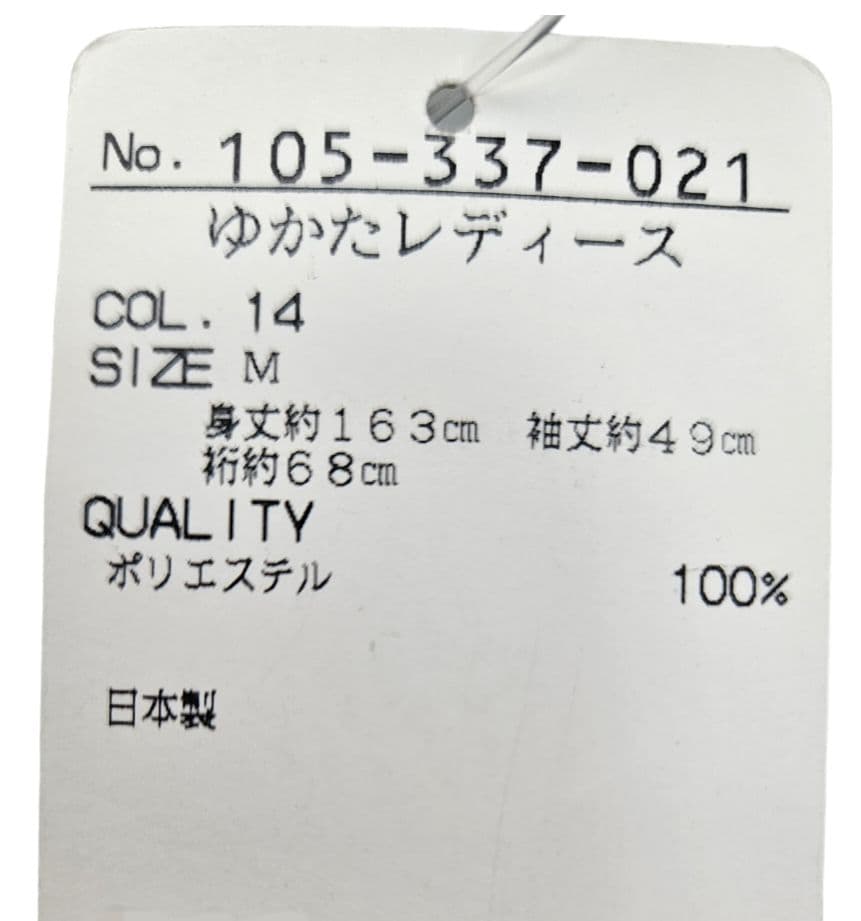 No. 105-337-021
ゆかたレディース
COL. 14
SIZE M
身丈約163cm 袖丈約49cm
裄約68cm
QUALITY
ポリエステル 100%
日本製